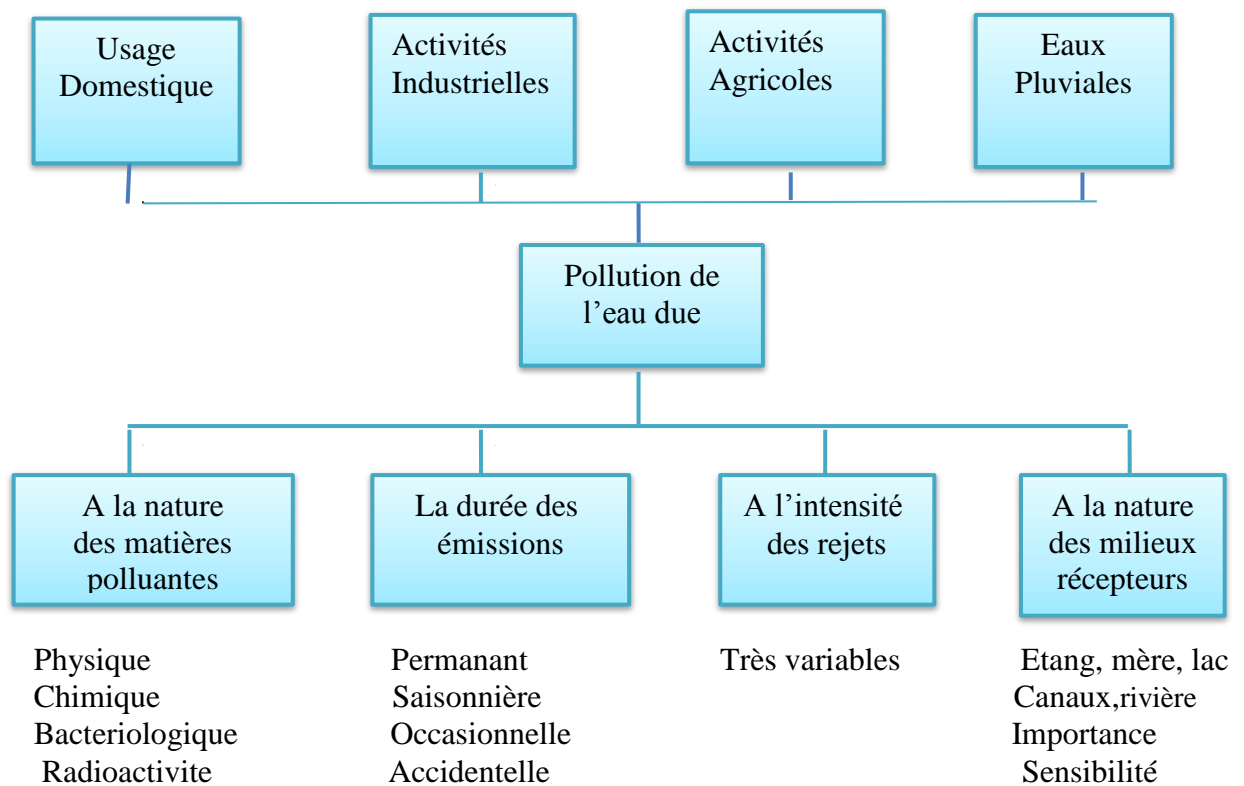 Usage
Domestique
Activités
Industrielles
Activités
Agricoles
Eaux
Pluviales
Pollution de
l’eau due
A la nature
des matières
polluantes
La durée des
émissions
A l’intensité
des rejets
A la nature
des milieux
récepteurs
Physique
Chimique
Bacteriologique
Radioactivite
Permanant
Saisonnière
Occasionnelle
Accidentelle
Très variables
Etang, mère, lac
Canaux,rivière
Importance
Sensibilité